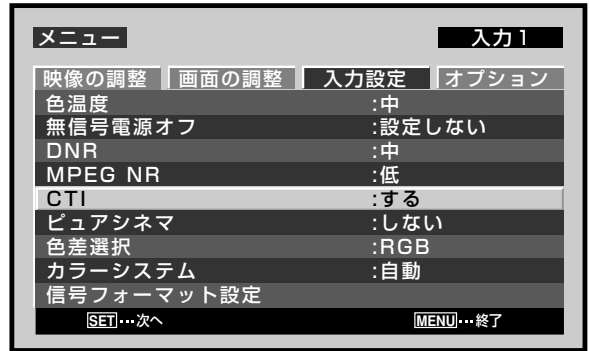 メニュー 入力1
映像の調整 画面の調整 入力設定 オプション
色温度 :中
無信号電源オフ :設定しない
DNR :中
MPEG NR :低
CTI :する
ピュアシネマ :しない
色差選択 :RGB
カラーシステム :自動
信号フォーマット設定
SET…次へ MENU…終了